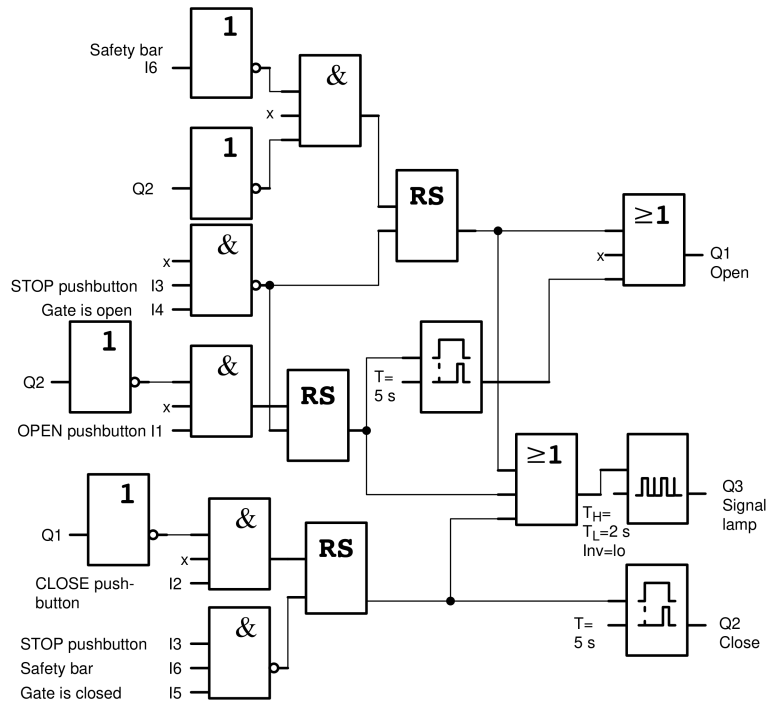 1
Safety bar
I6
&
x
1
Q2
RS
&
x
STOP pushbutton I3
Gate is open I4
≥1
x
Q1
Open
1
Q2
&
x
OPEN pushbutton I1
RS
T=
5 s
≥1
Q3
Signal
lamp
T_H=
T_L=2 s
Inv=lo
1
Q1
&
x
I2
CLOSE push-
button
RS
&
STOP pushbutton I3
Safety bar I6
Gate is closed I5
T=
5 s
Q2
Close